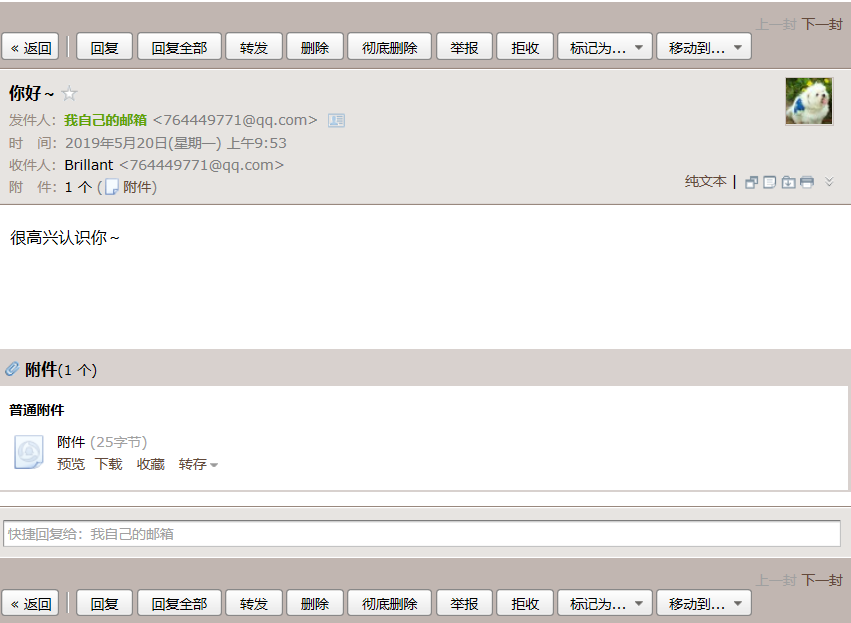 上一封 下一封
« 返回 回复 回复全部 转发 删除 彻底删除 举报 拒收 标记为... 移动到...
你好~
发件人：我自己的邮箱 <764449771@qq.com>
时 间：2019年5月20日(星期一) 上午9:53
收件人：Brillant <764449771@qq.com>
附 件：1 个 (附件)
纯文本 |
很高兴认识你~
附件(1 个)
普通附件
附件 (25字节)
预览 下载 收藏 转存
快捷回复给：我自己的邮箱
上一封 下一封
« 返回 回复 回复全部 转发 删除 彻底删除 举报 拒收 标记为... 移动到...